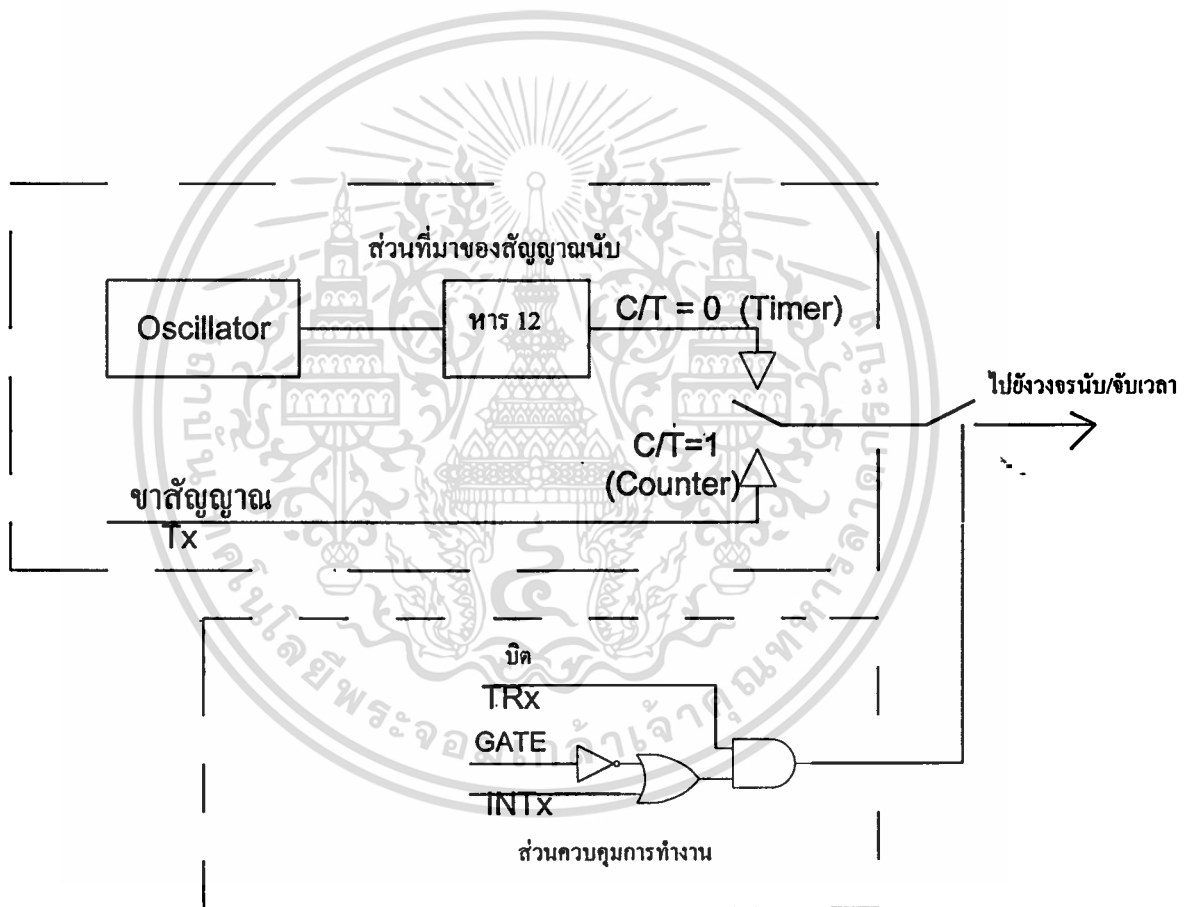 ส่วนที่มาของสัญญาณนับ
Oscillator
หาร 12
C/T = 0 (Timer)
ไปยังวงจรนับ/จับเวลา
C/T=1
(Counter)
ขาสัญญาณ
Tx
บิต
TRx
GATE
INTx
ส่วนควบคุมการทำงาน